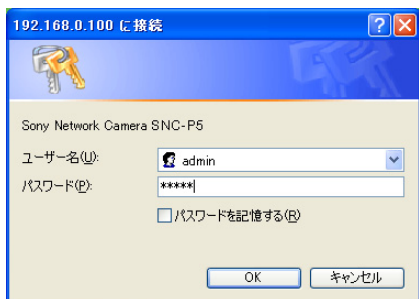 192.168.0.100 に接続
Sony Network Camera SNC-P5
ユーザー名(U):
admin
パスワード(P):
*****
パスワードを記憶する(R)
OK
キャンセル